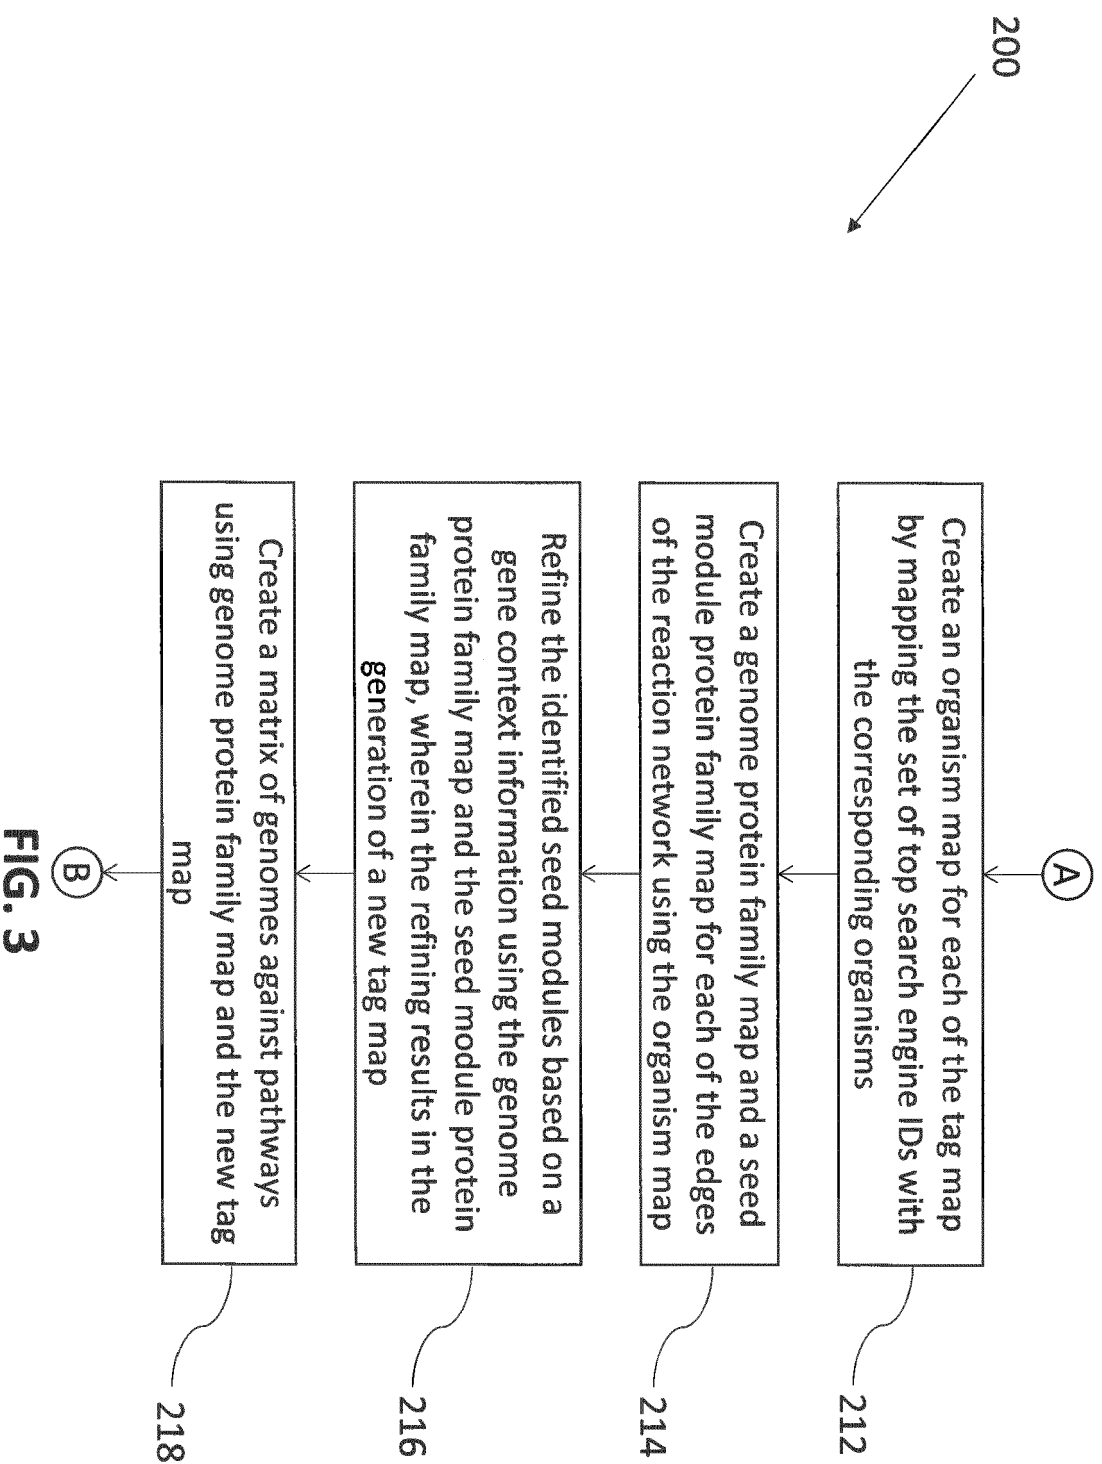 200
A
Create an organism map for each of the tag map
by mapping the set of top search engine IDs with
the corresponding organisms
212
Create a genome protein family map and a seed
module protein family map for each of the edges
of the reaction network using the organism map
214
Refine the identified seed modules based on a
gene context information using the genome
protein family map and the seed module protein
family map, wherein the refining results in the
generation of a new tag map
216
Create a matrix of genomes against pathways
using genome protein family map and the new tag
map
218
B
FIG. 3